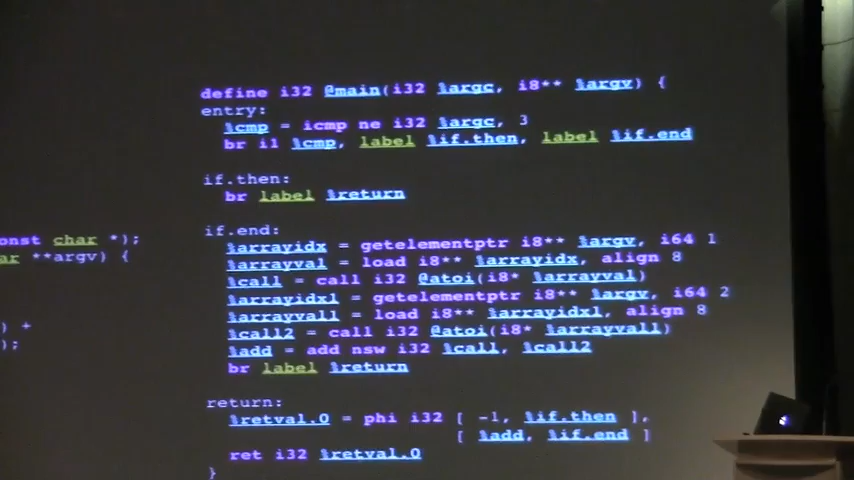 onst char *);
ar **argv) {
) +
);
define i32 @main(i32 %argc, i8** %argv) {
entry:
%cmp = icmp ne i32 %argc, 3
br i1 %cmp, label %if.then, label %if.end
if.then:
br label %return
if.end:
%arrayidx = getelementptr i8** %argv, i64 1
%arrayval = load i8** %arrayidx, align 8
%call = call i32 @atoi(i8* %arrayval)
%arrayidx1 = getelementptr i8** %argv, i64 2
%arrayval1 = load i8** %arrayidx1, align 8
%call2 = call i32 @atoi(i8* %arrayval1)
%add = add nsw i32 %call, %call2
br label %return
return:
%retval.0 = phi i32 [ -1, %if.then ],
[ %add, %if.end ]
ret i32 %retval.0
}